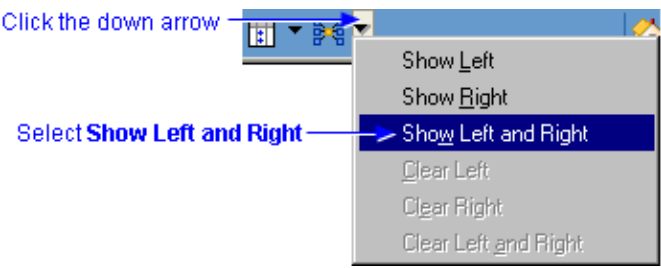 Click the down arrow
Show Left
Show Right
Select Show Left and Right
Show Left and Right
Clear Left
Clear Right
Clear Left and Right